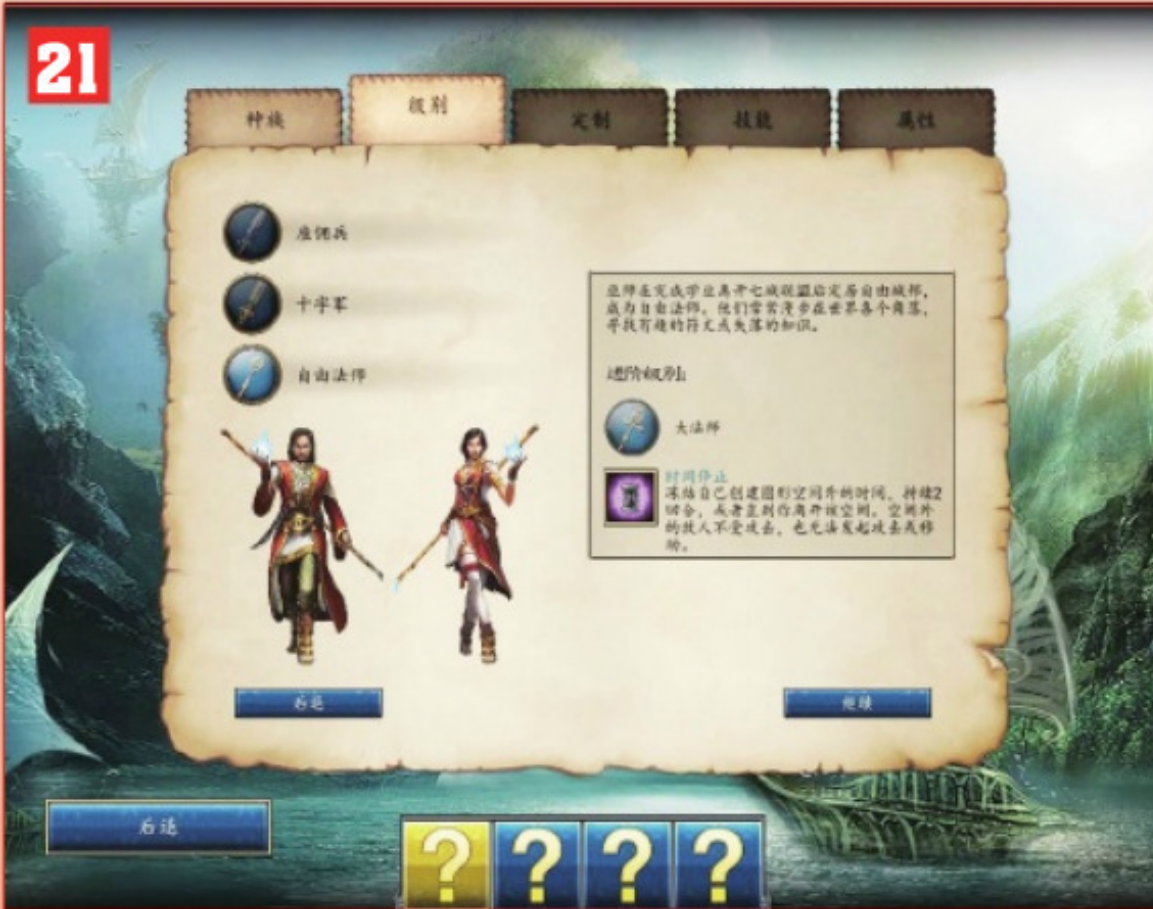 21
种族
级别
定制
技能
属性
雇佣兵
十字军
自由法师
巫师在完成学业离开七城联盟后定居自由城邦，
成为自由法师。他们常常漫步在世界各个角落，
寻找有趣的符文或失落的知识。
进阶级别：
大法师
时间停止
冻结自己创建圆形空间外的时间，持续2
回合，或者直到你离开该空间。空间外
的敌人不受攻击，也无法发起攻击或移
动。
后退
继续
后退
? ? ? ?